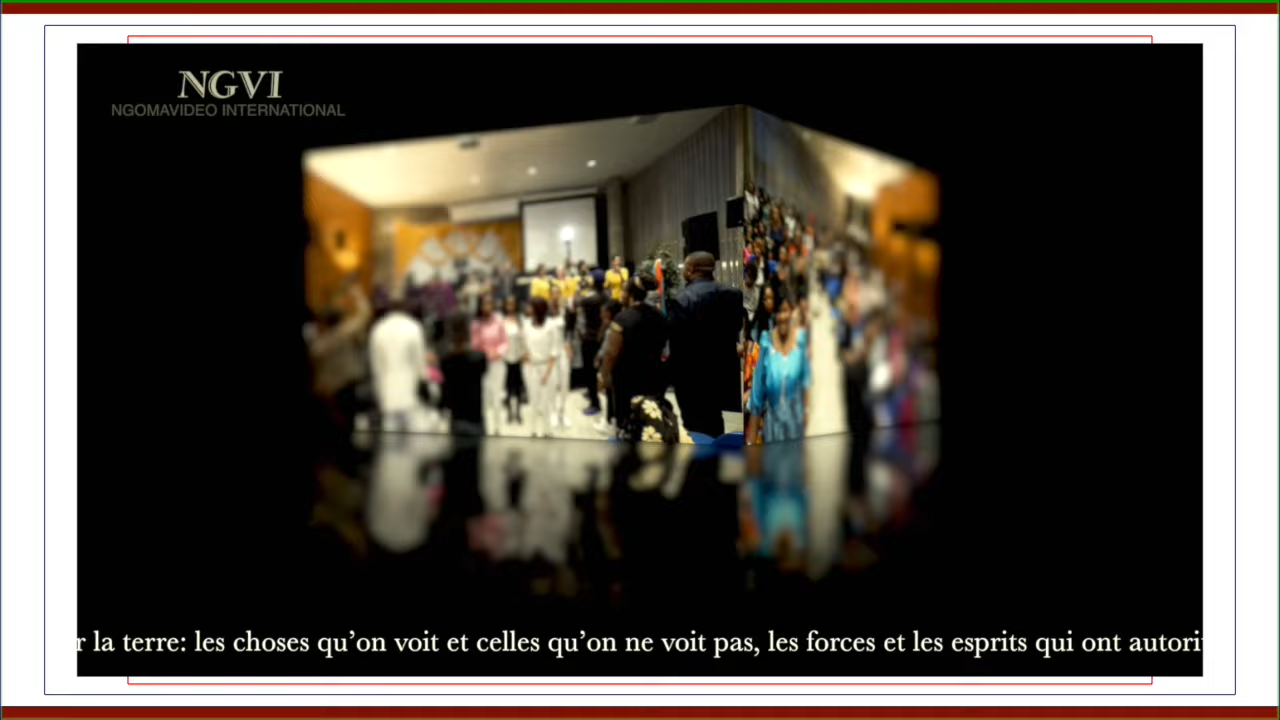 NGVI
NGOMAVIDEO INTERNATIONAL
r la terre: les choses qu’on voit et celles qu’on ne voit pas, les forces et les esprits qui ont autori